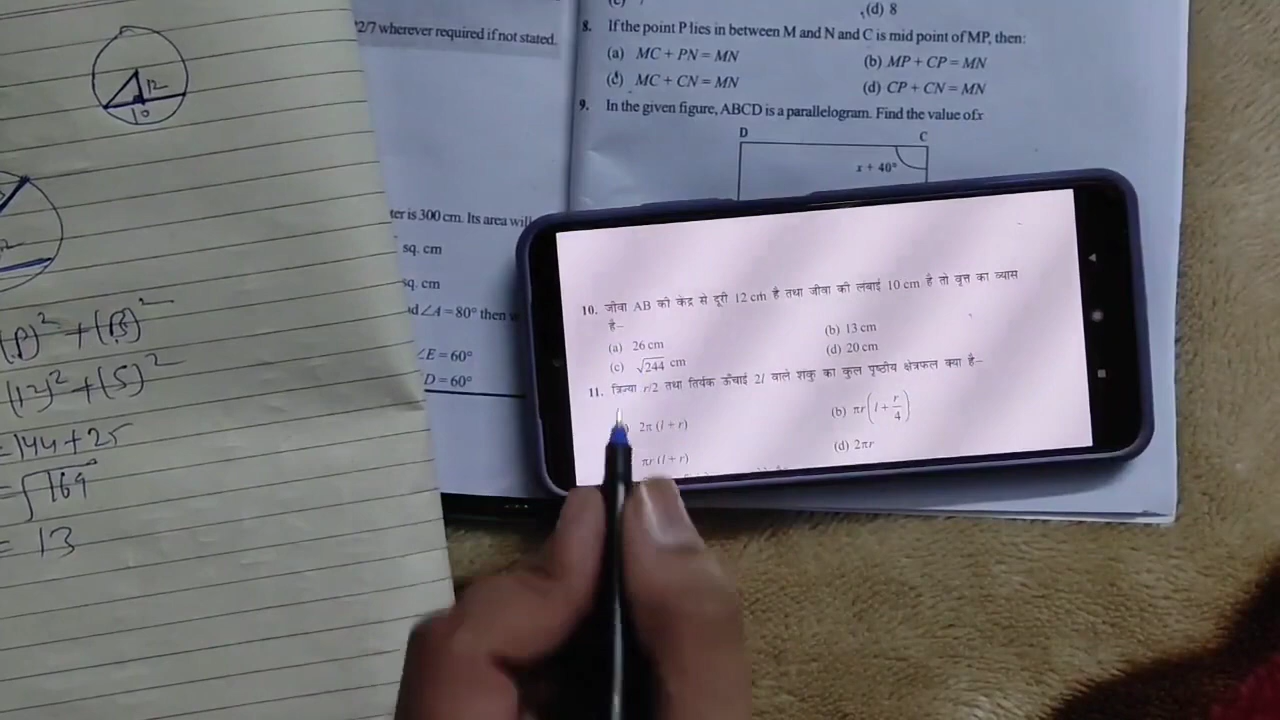 12
10
(P)² + (B)²
(12)² + (5)²
= 144 + 25
= √169
= 13
2/7 wherever required if not stated.
ter is 300 cm. Its area will
sq. cm
sq. cm
∠A = 80° then
∠E = 60°
D = 60°
(d) 8
8. If the point P lies in between M and N and C is mid point of MP, then:
(a) MC + PN = MN (b) MP + CP = MN
(c) MC + CN = MN (d) CP + CN = MN
9. In the given figure, ABCD is a parallelogram. Find the value of x
D C
x + 40°
10. जीवा AB की केंद्र से दूरी 12 cm है तथा जीवा की लंबाई 10 cm है तो वृत्त का व्यास
है–
(a) 26 cm (b) 13 cm
(c) √244 cm (d) 20 cm
11. त्रिज्या r/2 तथा तिर्यक ऊँचाई 2l वाले शंकु का कुल पृष्ठीय क्षेत्रफल क्या है–
2π (l + r) (b) πr(l + r/4)
πr (l + r) (d) 2πr